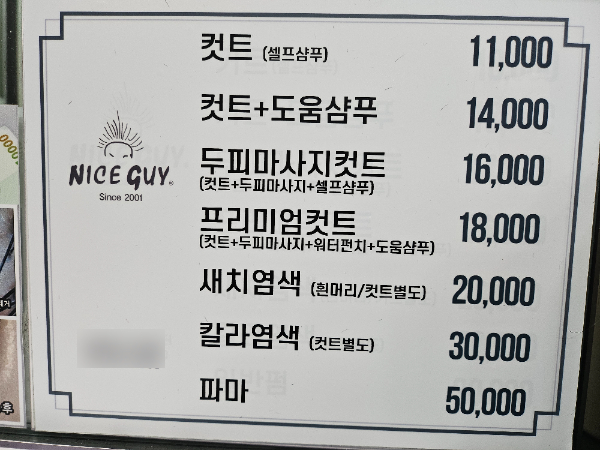 컷트 (셀프샴푸) 11,000
컷트+도움샴푸 14,000
두피마사지컷트 16,000
(컷트+두피마사지+셀프샴푸)
프리미엄컷트 18,000
(컷트+두피마사지+워터펀치+도움샴푸)
새치염색 (흰머리/컷트별도) 20,000
칼라염색 (컷트별도) 30,000
파마 50,000
NICE GUY®
Since 2001
후